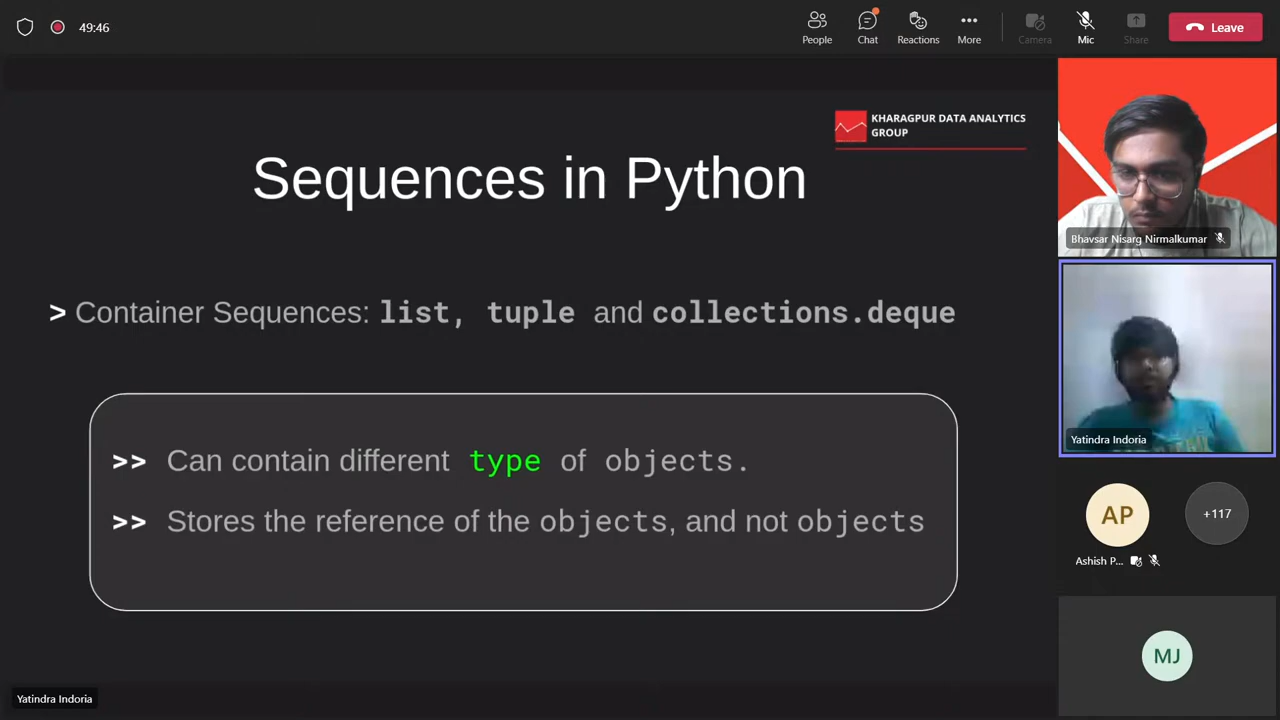 49:46
People
Chat
Reactions
More
Camera
Mic
Share
Leave
KHARAGPUR DATA ANALYTICS
GROUP
Sequences in Python
> Container Sequences: list, tuple and collections.deque
>> Can contain different type of objects.
>> Stores the reference of the objects, and not objects
Bhavsar Nisarg Nirmalkumar
Yatindra Indoria
AP
+117
Ashish P...
MJ
Yatindra Indoria